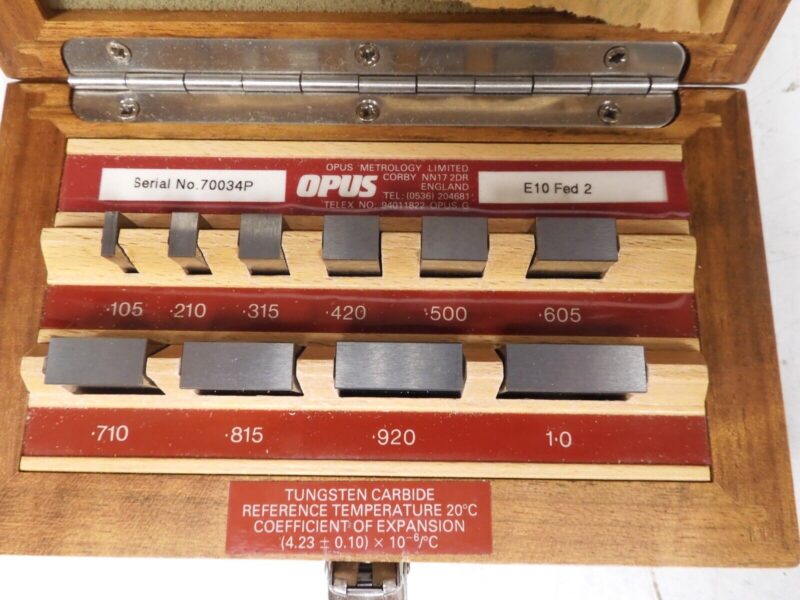 OPUS METROLOGY LIMITED
CORBY NN17 2DR
ENGLAND
TEL: (0536) 204681
TELEX NO: 94011822 OPUS G
Serial No.70034P
OPUS
E10 Fed 2
·105 ·210 ·315 ·420 ·500 ·605
·710 ·815 ·920 1·0
TUNGSTEN CARBIDE
REFERENCE TEMPERATURE 20°C
COEFFICIENT OF EXPANSION
(4.23 ± 0.10) × 10⁻⁶/°C